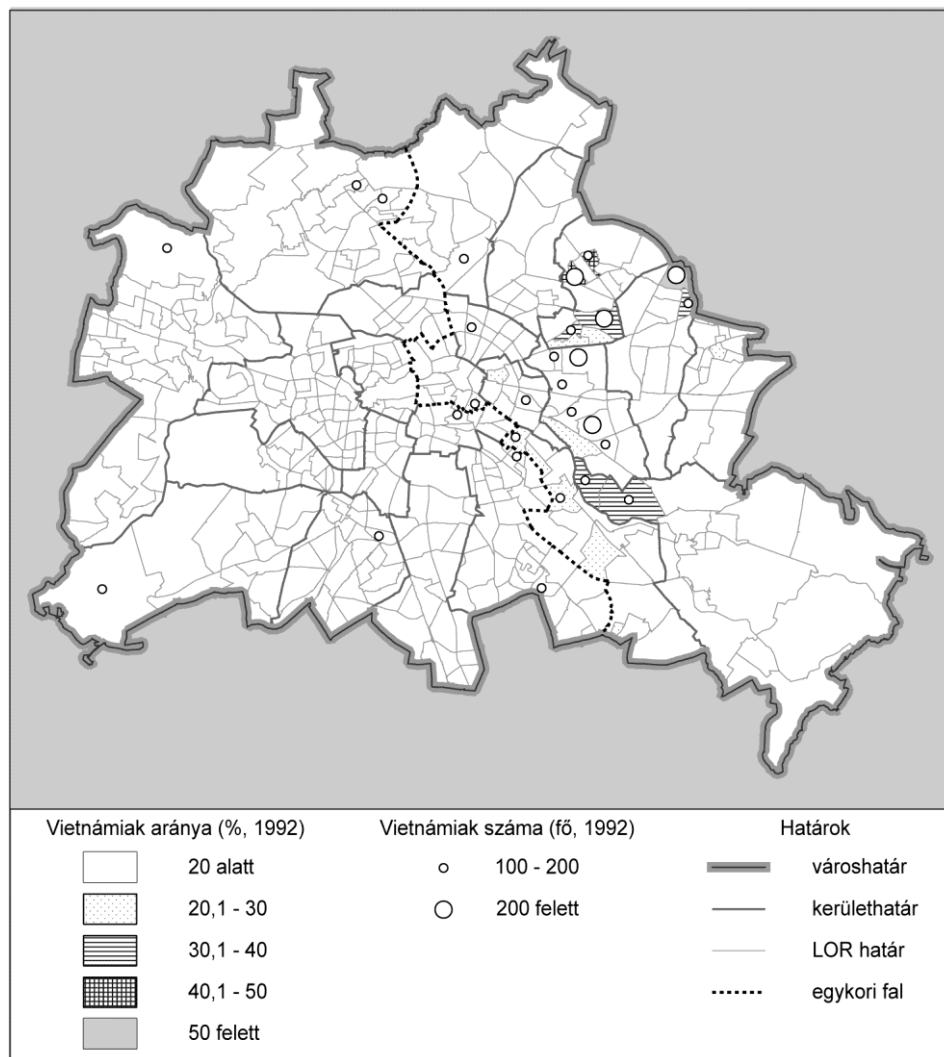 Vietnámiak aránya (%, 1992)
20 alatt
20,1 - 30
30,1 - 40
40,1 - 50
50 felett
Vietnámiak száma (fő, 1992)
100 - 200
200 felett
Határok
városhatár
kerülethatár
LOR határ
egykori fal